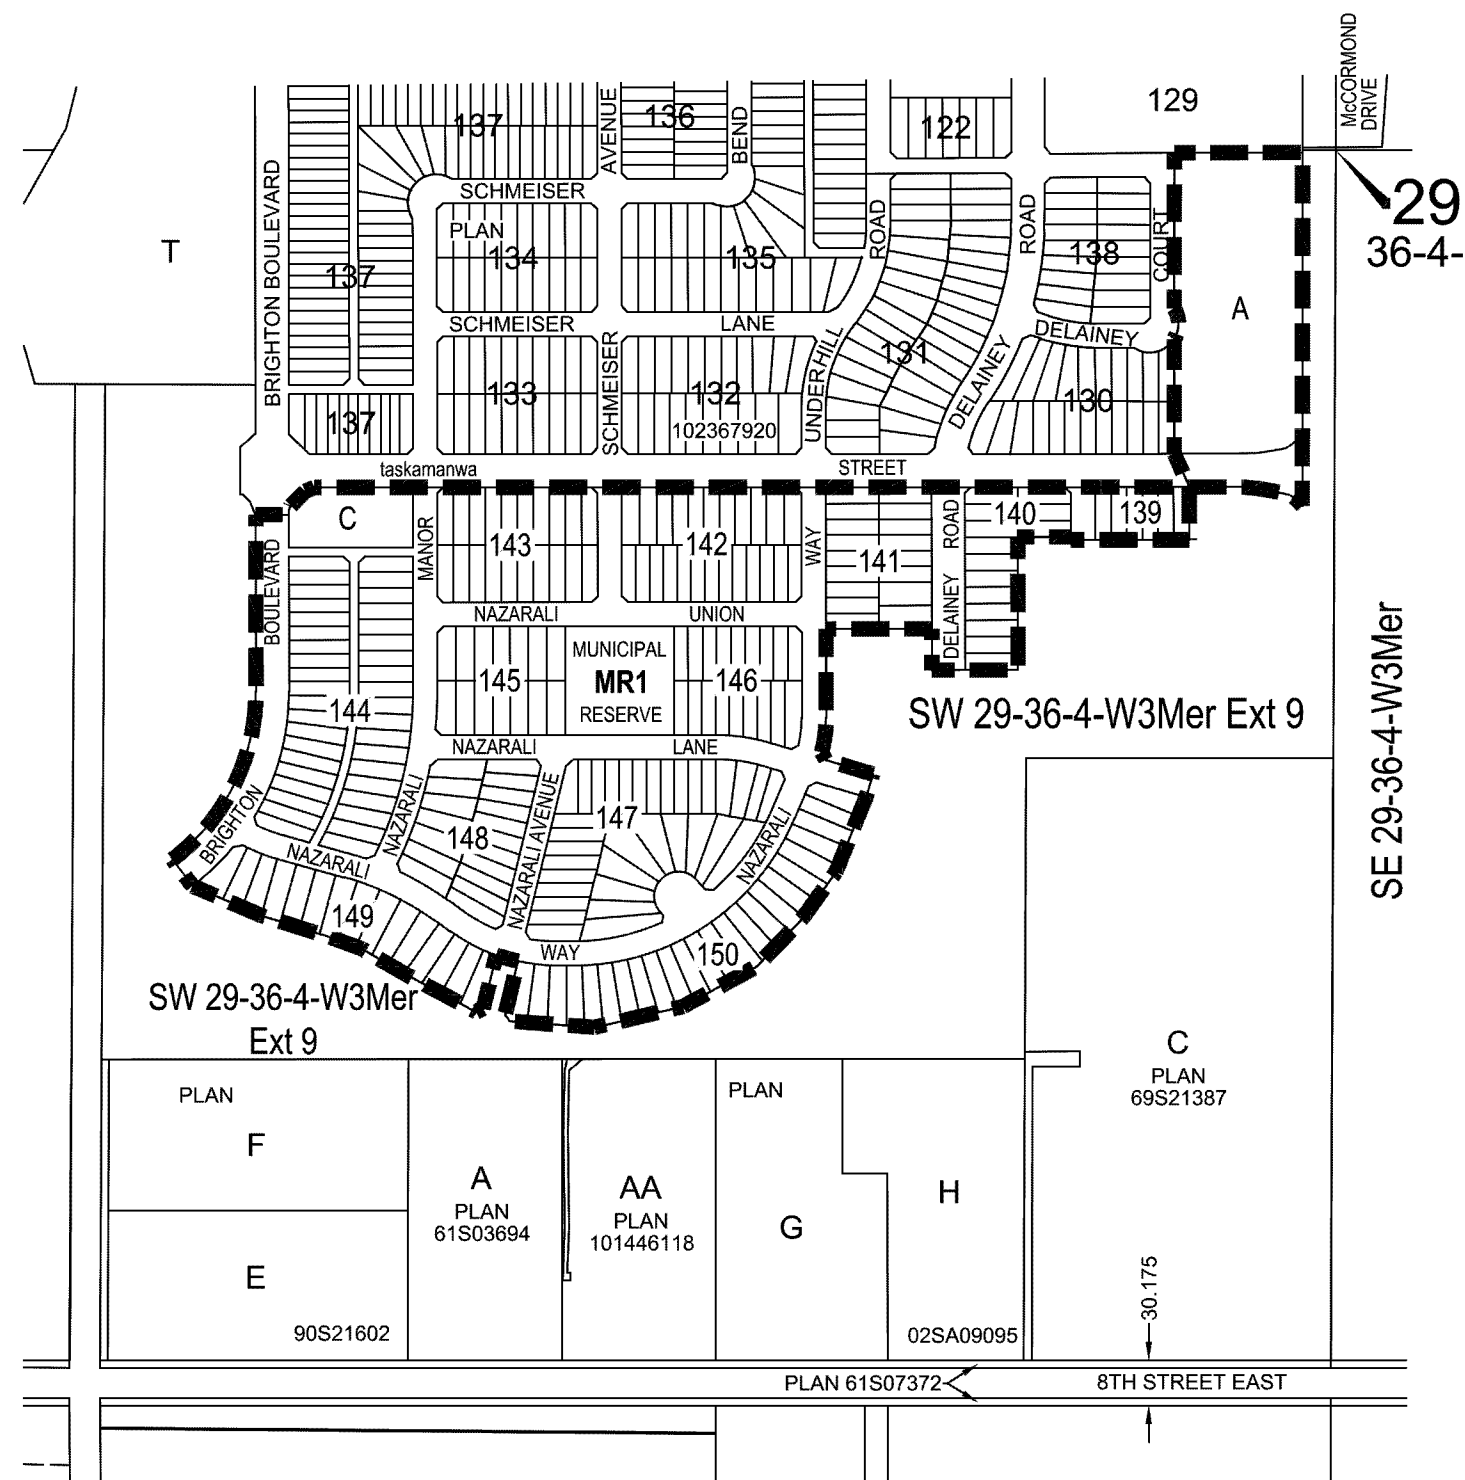 McCORMOND
DRIVE
129
137
AVENUE
136
BEND
122
29
36-4-
BRIGHTON BOULEVARD
SCHMEISER
ROAD
ROAD
COURT
T
PLAN
134
135
138
137
A
SCHMEISER
LANE
UNDERHILL
131
DELAINEY
DELAINEY
133
SCHMEISER
132
130
137
102367920
taskamanwa
STREET
C
MANOR
143
142
WAY
141
ROAD
DELAINEY
140
139
BOULEVARD
NAZARALI
UNION
MUNICIPAL
MR1
RESERVE
145
146
144
SW 29-36-4-W3Mer Ext 9
SE 29-36-4-W3Mer
NAZARALI
LANE
BRIGHTON
NAZARALI
NAZARALI
148
NAZARALI AVENUE
147
NAZARALI
149
WAY
150
SW 29-36-4-W3Mer
Ext 9
C
PLAN
69S21387
PLAN
F
E
90S21602
A
PLAN
61S03694
AA
PLAN
101446118
PLAN
G
H
02SA09095
30.175
PLAN 61S07372
8TH STREET EAST